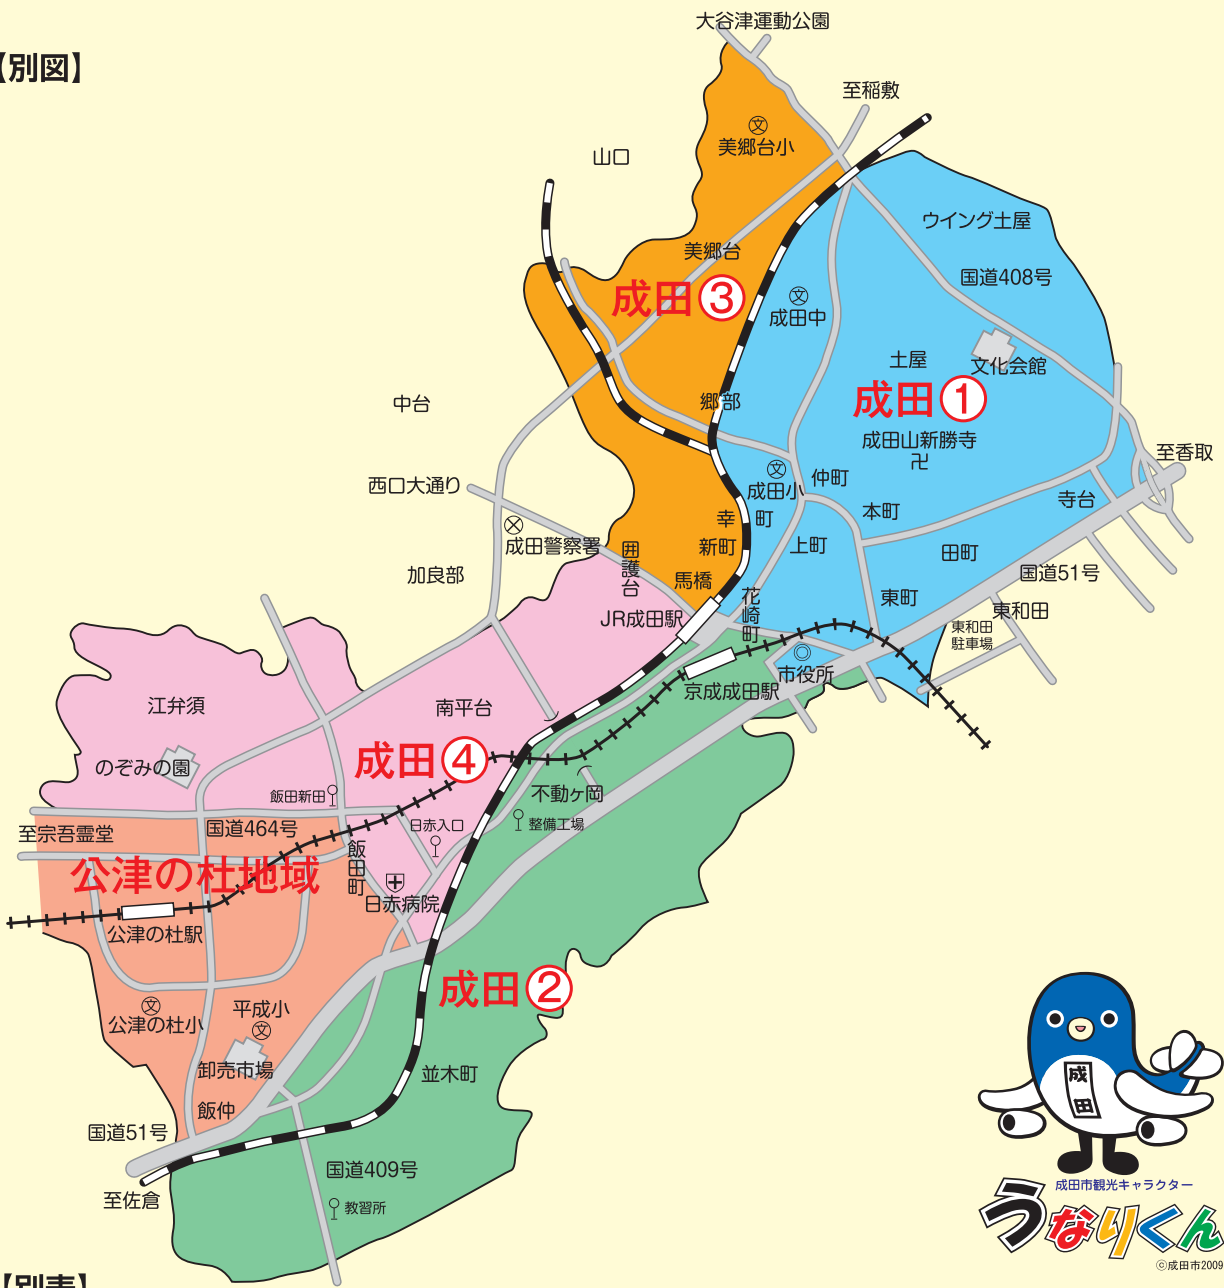 大谷津運動公園
【別図】
至稲敷
美郷台小
山口
ウイング土屋
美郷台
国道408号
成田③
成田中
土屋
文化会館
成田①
中台
郷部
成田山新勝寺
卍
至香取
西口大通り
成田小
仲町
寺台
本町
幸町
成田警察署
新町
上町
田町
囲護台
加良部
馬橋
国道51号
花崎町
東町
東和田
JR成田駅
東和田
駐車場
市役所
京成成田駅
江弁須
南平台
成田④
のぞみの園
飯田新田
不動ヶ岡
至宗吾霊堂
国道464号
日赤入口
整備工場
飯田町
公津の杜地域
日赤病院
公津の杜駅
成田②
公津の杜小
平成小
卸売市場
並木町
飯仲
国道51号
国道409号
至佐倉
教習所
成田
成田市観光キャラクター
うなりくん
©成田市2009
【別表】